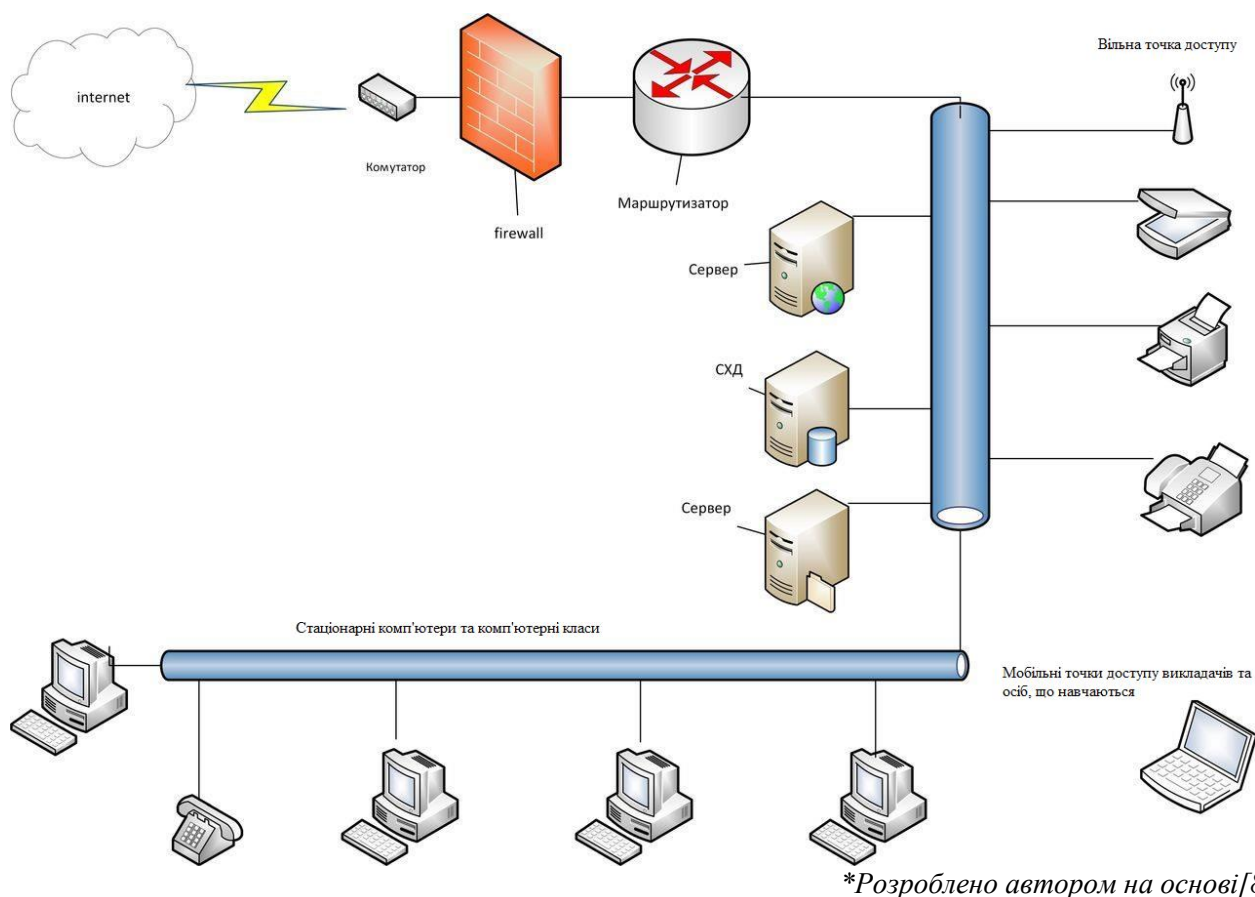 Вільна точка доступу
internet
Комутатор
Маршрутизатор
firewall
Сервер
СХД
Сервер
Стаціонарні комп'ютери та комп'ютерні класи
Мобільні точки доступу викладачів та
осіб, що навчаються
*Розроблено автором на основі[8